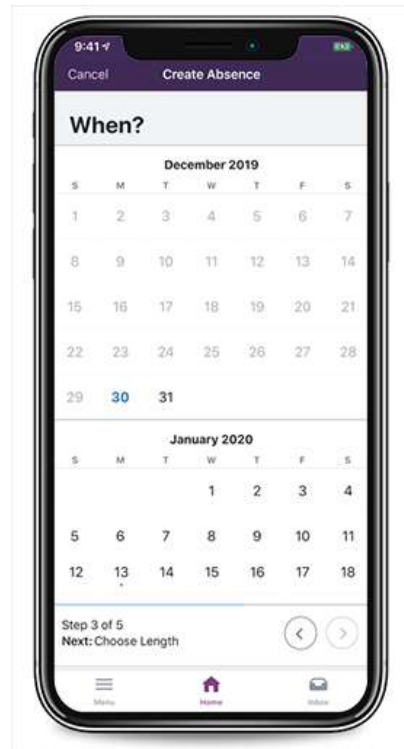 9:41
Cancel Create Absence
When?
December 2019
S M T W T F S
1 2 3 4 5 6 7
8 9 10 11 12 13 14
15 16 17 18 19 20 21
22 23 24 25 26 27 28
29 30 31
January 2020
S M T W T F S
1 2 3 4
5 6 7 8 9 10 11
12 13 14 15 16 17 18
Step 3 of 5
Next: Choose Length
Menu Home Inbox